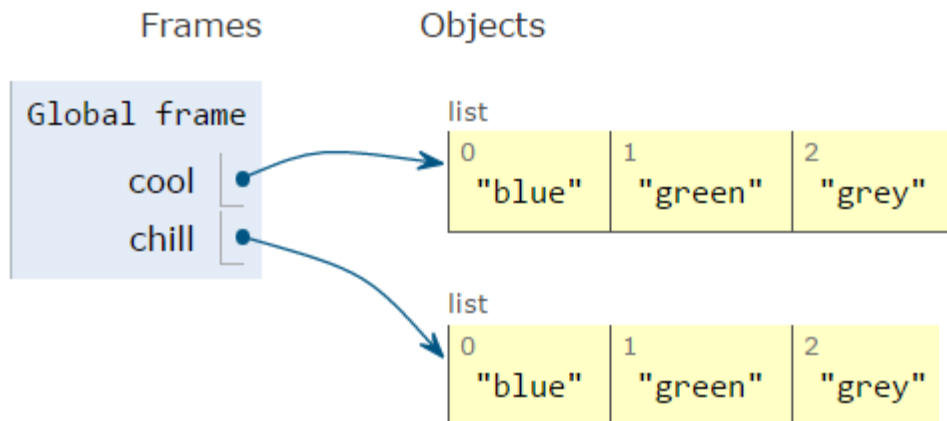 Frames Objects
Global frame
cool
chill
list
0 1 2
"blue" "green" "grey"
list
0 1 2
"blue" "green" "grey"